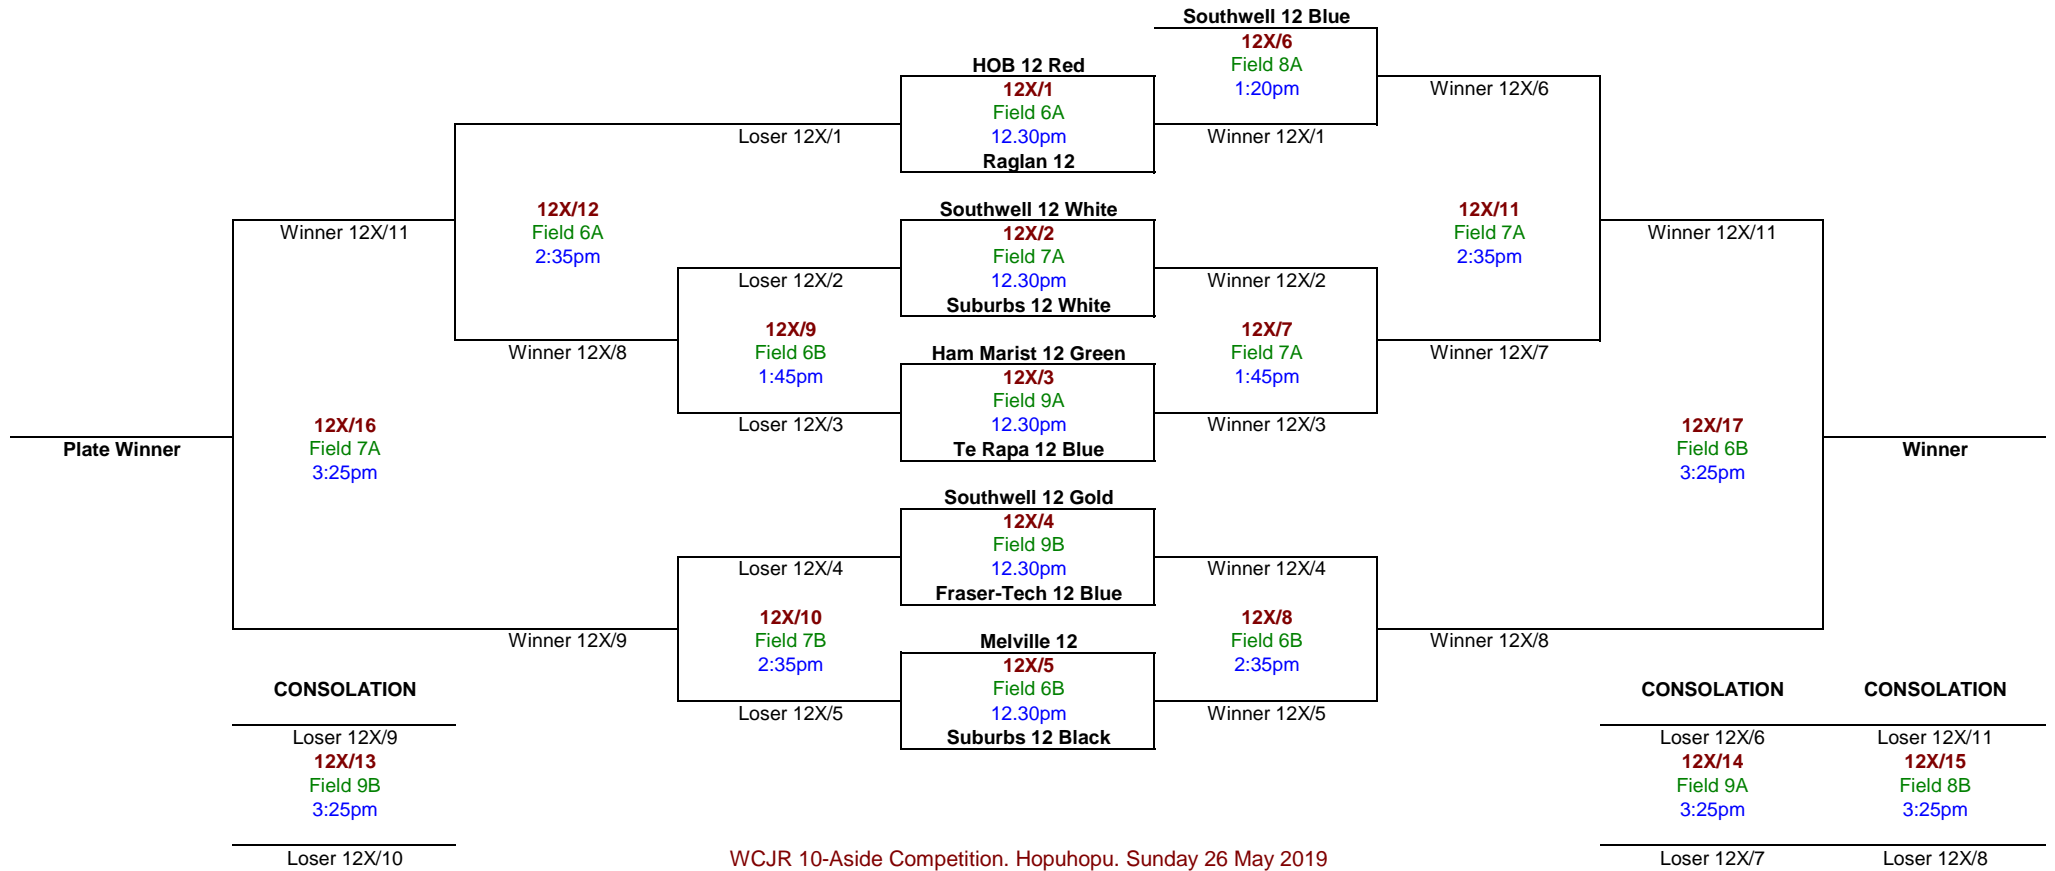 Southwell 12 Blue
12X/6
Field 8A
1:20pm
HOB 12 Red
12X/1
Field 6A
12.30pm
Raglan 12
Winner 12X/6
Loser 12X/1
Winner 12X/1
12X/12
Field 6A
2:35pm
Southwell 12 White
12X/2
Field 7A
12.30pm
Suburbs 12 White
12X/11
Field 7A
2:35pm
Winner 12X/11
Winner 12X/11
Loser 12X/2
Winner 12X/2
12X/9
Field 6B
1:45pm
12X/7
Field 7A
1:45pm
Winner 12X/8
Ham Marist 12 Green
12X/3
Field 9A
12.30pm
Te Rapa 12 Blue
Winner 12X/7
Loser 12X/3
Winner 12X/3
Plate Winner
12X/16
Field 7A
3:25pm
12X/17
Field 6B
3:25pm
Winner
Southwell 12 Gold
12X/4
Field 9B
12.30pm
Fraser-Tech 12 Blue
Loser 12X/4
Winner 12X/4
12X/10
Field 7B
2:35pm
12X/8
Field 6B
2:35pm
Winner 12X/9
Winner 12X/8
Melville 12
12X/5
Field 6B
12.30pm
Suburbs 12 Black
Loser 12X/5
Winner 12X/5
CONSOLATION
Loser 12X/9
12X/13
Field 9B
3:25pm
Loser 12X/10
CONSOLATION
Loser 12X/6
12X/14
Field 9A
3:25pm
Loser 12X/7
CONSOLATION
Loser 12X/11
12X/15
Field 8B
3:25pm
Loser 12X/8
WCJR 10-Aside Competition. Hopuhopu. Sunday 26 May 2019